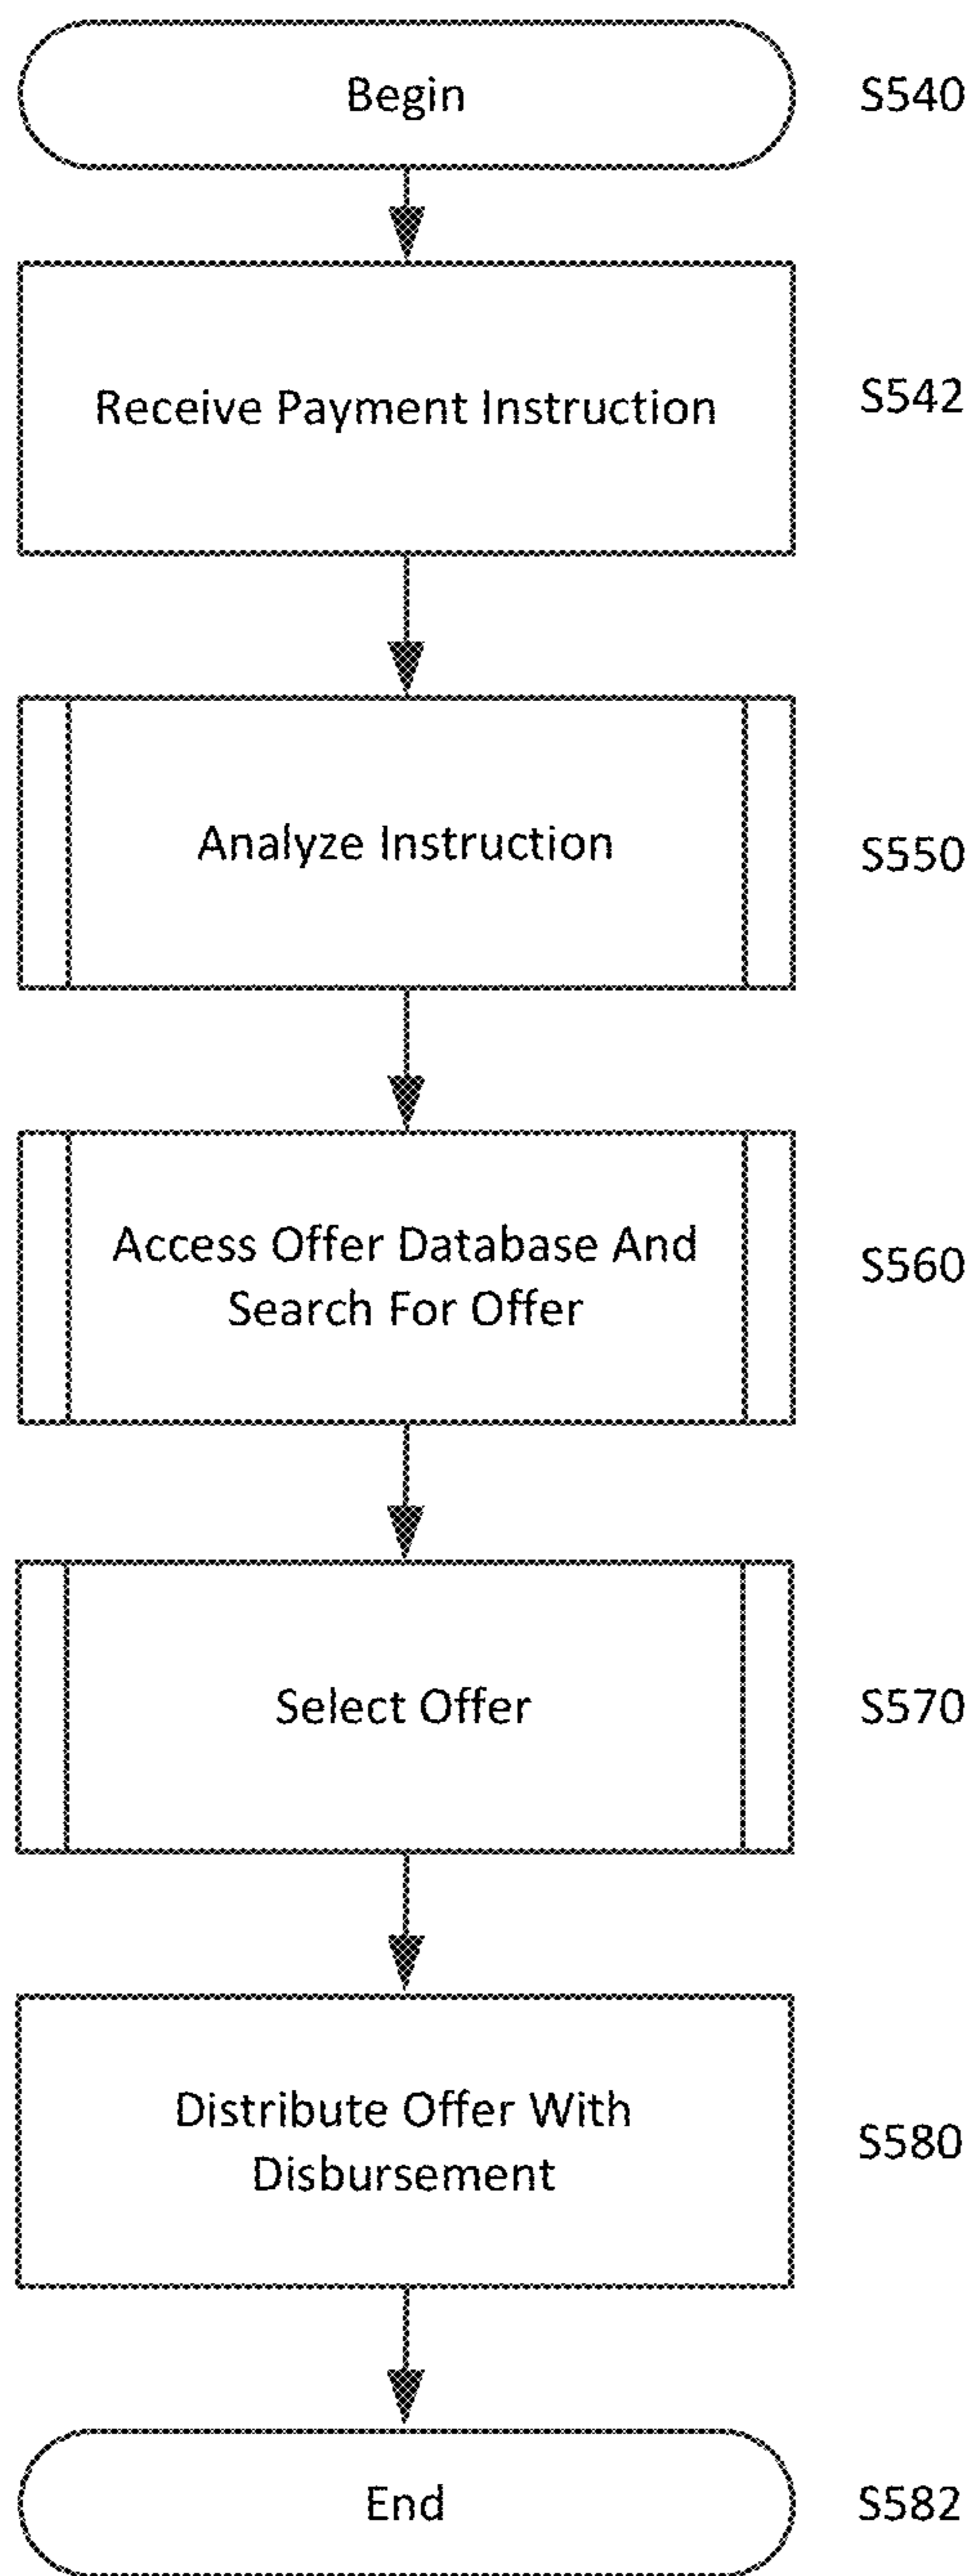 Begin
S540
Receive Payment Instruction
S542
Analyze Instruction
S550
Access Offer Database And
Search For Offer
S560
Select Offer
S570
Distribute Offer With
Disbursement
S580
End
S582